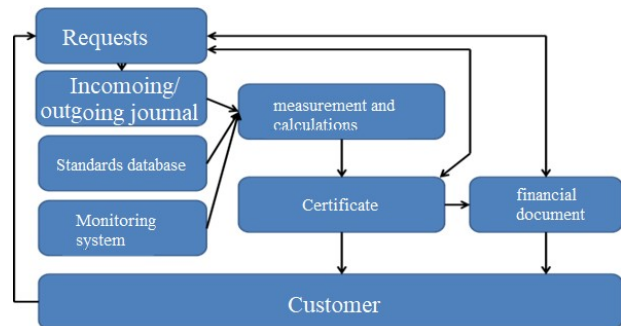 Requests
Incomoing/
outgoing journal
measurement and
calculations
Standards database
Monitoring
system
Certificate
financial
document
Customer